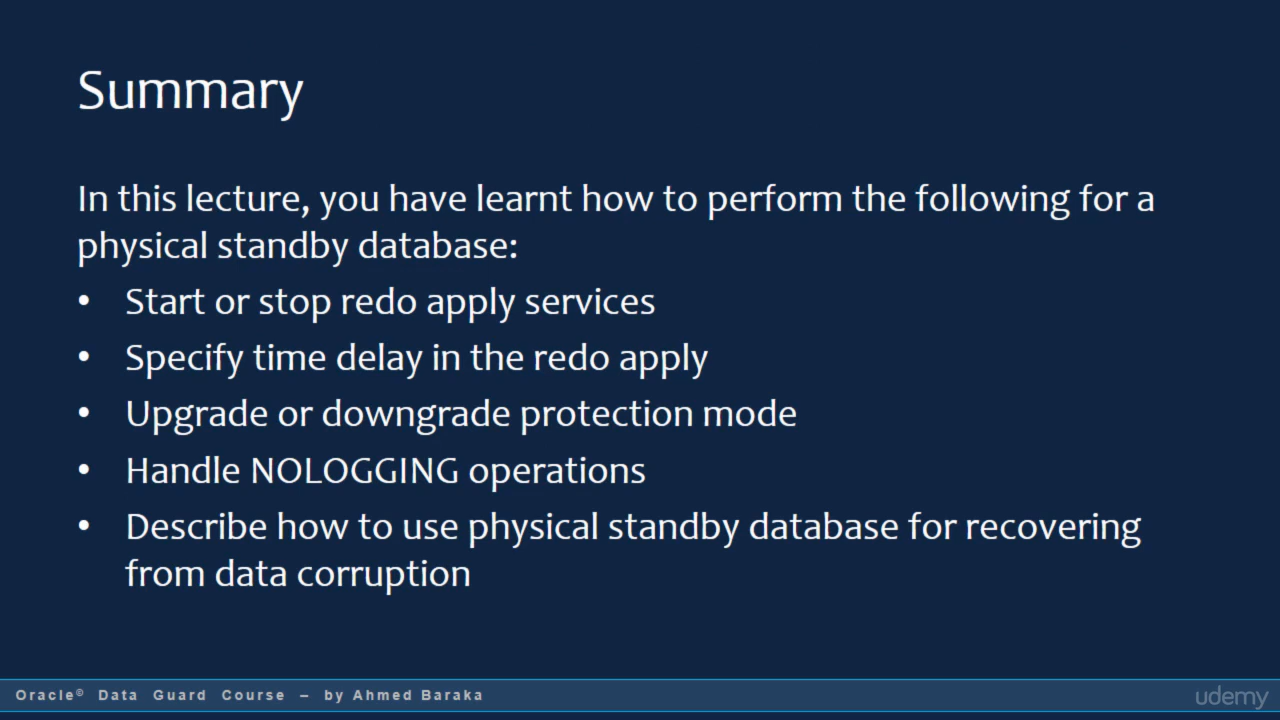 Summary
In this lecture, you have learnt how to perform the following for a
physical standby database:
• Start or stop redo apply services
• Specify time delay in the redo apply
• Upgrade or downgrade protection mode
• Handle NOLOGGING operations
• Describe how to use physical standby database for recovering
from data corruption
Oracle© Data Guard Course – by Ahmed Baraka
udemy